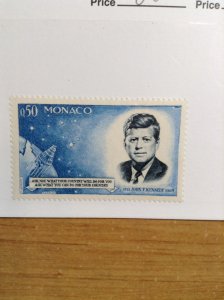 Price
Price
0,50 MONACO
ASK NOT WHAT YOUR COUNTRY WILL DO FOR YOU
ASK WHAT YOU CAN DO FOR YOUR COUNTRY
JOHN F. KENNEDY